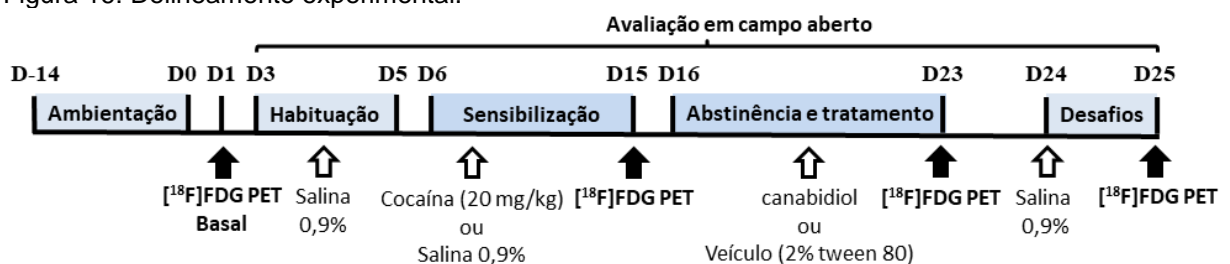 Figura 10. Delineamento experimental.
Avaliação em campo aberto
D-14 D0 D1 D3 D5 D6 D15 D16 D23 D24 D25
Ambientação Habituação Sensibilização Abstinência e tratamento Desafios
[¹⁸F]FDG PET Salina Cocaína (20 mg/kg) [¹⁸F]FDG PET canabidiol [¹⁸F]FDG PET Salina [¹⁸F]FDG PET
Basal 0,9% ou ou 0,9%
Salina 0,9% Veículo (2% tween 80)